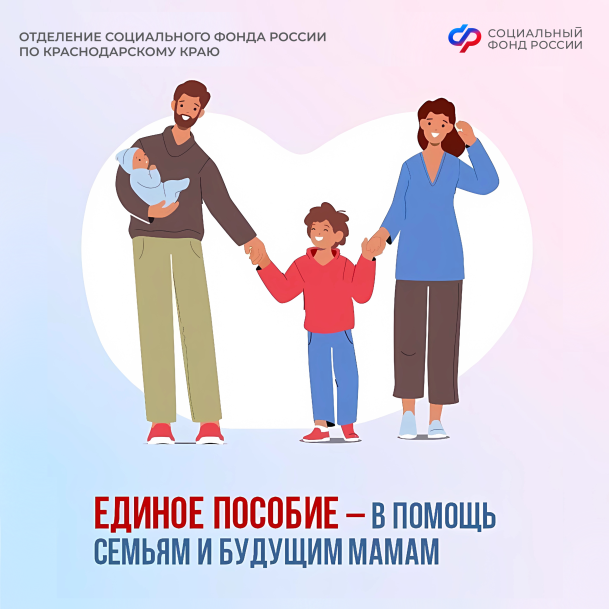 ОТДЕЛЕНИЕ СОЦИАЛЬНОГО ФОНДА РОССИИ
ПО КРАСНОДАРСКОМУ КРАЮ
СОЦИАЛЬНЫЙ
ФОНД РОССИИ
ЕДИНОЕ ПОСОБИЕ – В ПОМОЩЬ
СЕМЬЯМ И БУДУЩИМ МАМАМ